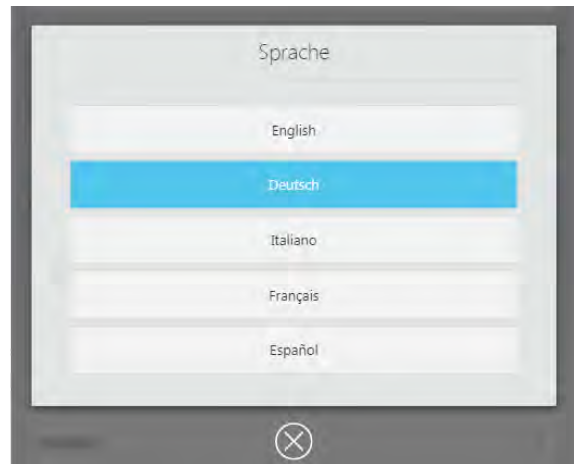 Sprache
English
Deutsch
Italiano
Français
Español